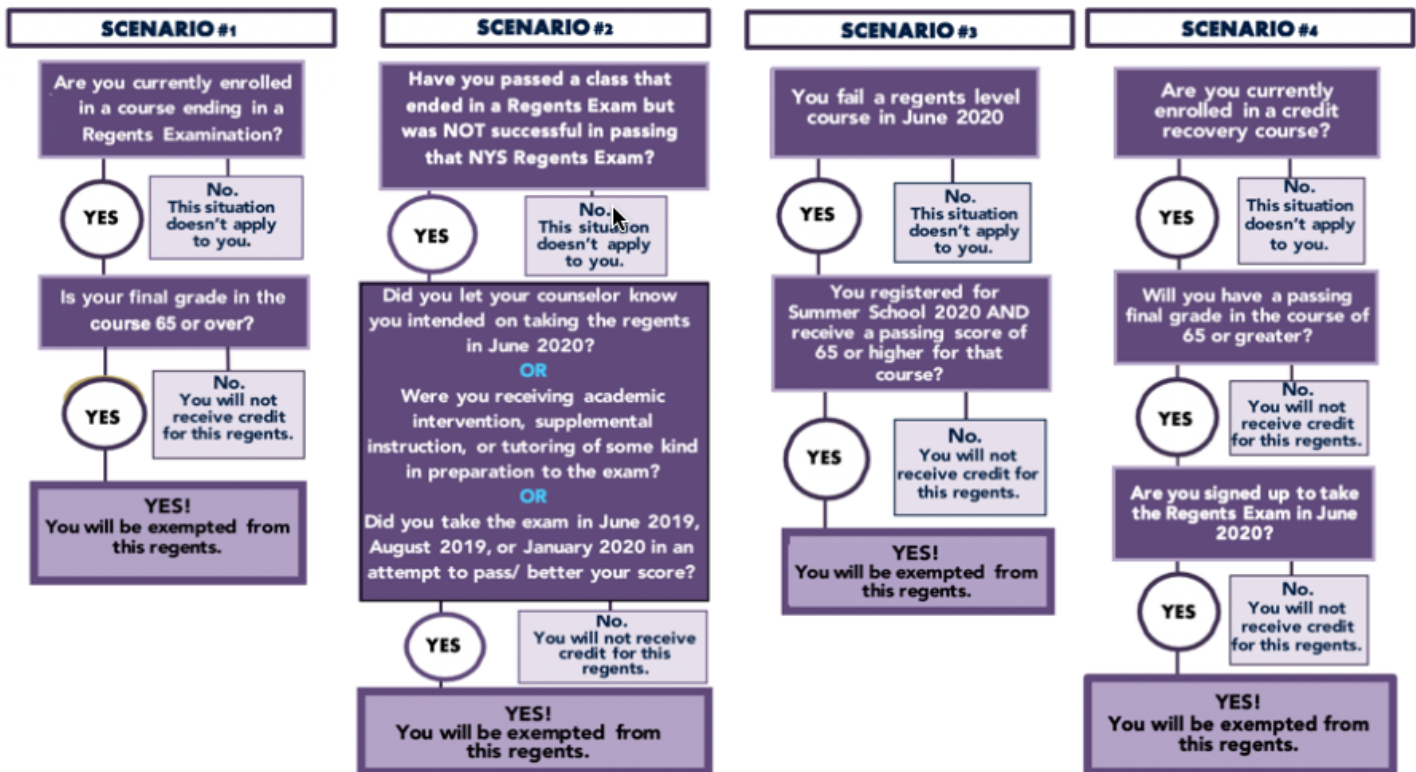 SCENARIO #1
Are you currently enrolled
in a course ending in a
Regents Examination?
YES
No.
This situation
doesn't apply
to you.
Is your final grade in the
course 65 or over?
YES
No.
You will not
receive credit
for this regents.
YES!
You will be exempted from
this regents.
SCENARIO #2
Have you passed a class that
ended in a Regents Exam but
was NOT successful in passing
that NYS Regents Exam?
YES
No.
This situation
doesn't apply
to you.
Did you let your counselor know
you intended on taking the regents
in June 2020?
OR
Were you receiving academic
intervention, supplemental
instruction, or tutoring of some kind
in preparation to the exam?
OR
Did you take the exam in June 2019,
August 2019, or January 2020 in an
attempt to pass/ better your score?
YES
No.
You will not receive
credit for this
regents.
YES!
You will be exempted from
this regents.
SCENARIO #3
You fail a regents level
course in June 2020
YES
No.
This situation
doesn't apply
to you.
You registered for
Summer School 2020 AND
receive a passing score of
65 or higher for that
course?
YES
No.
You will not
receive credit for
this regents.
YES!
You will be exempted from
this regents.
SCENARIO #4
Are you currently
enrolled in a credit
recovery course?
YES
No.
This situation
doesn't apply
to you.
Will you have a passing
final grade in the course of
65 or greater?
YES
No.
You will not
receive credit
for this regents.
Are you signed up to take
the Regents Exam in June
2020?
YES
No.
You will not
receive credit
for this regents.
YES!
You will be exempted from
this regents.